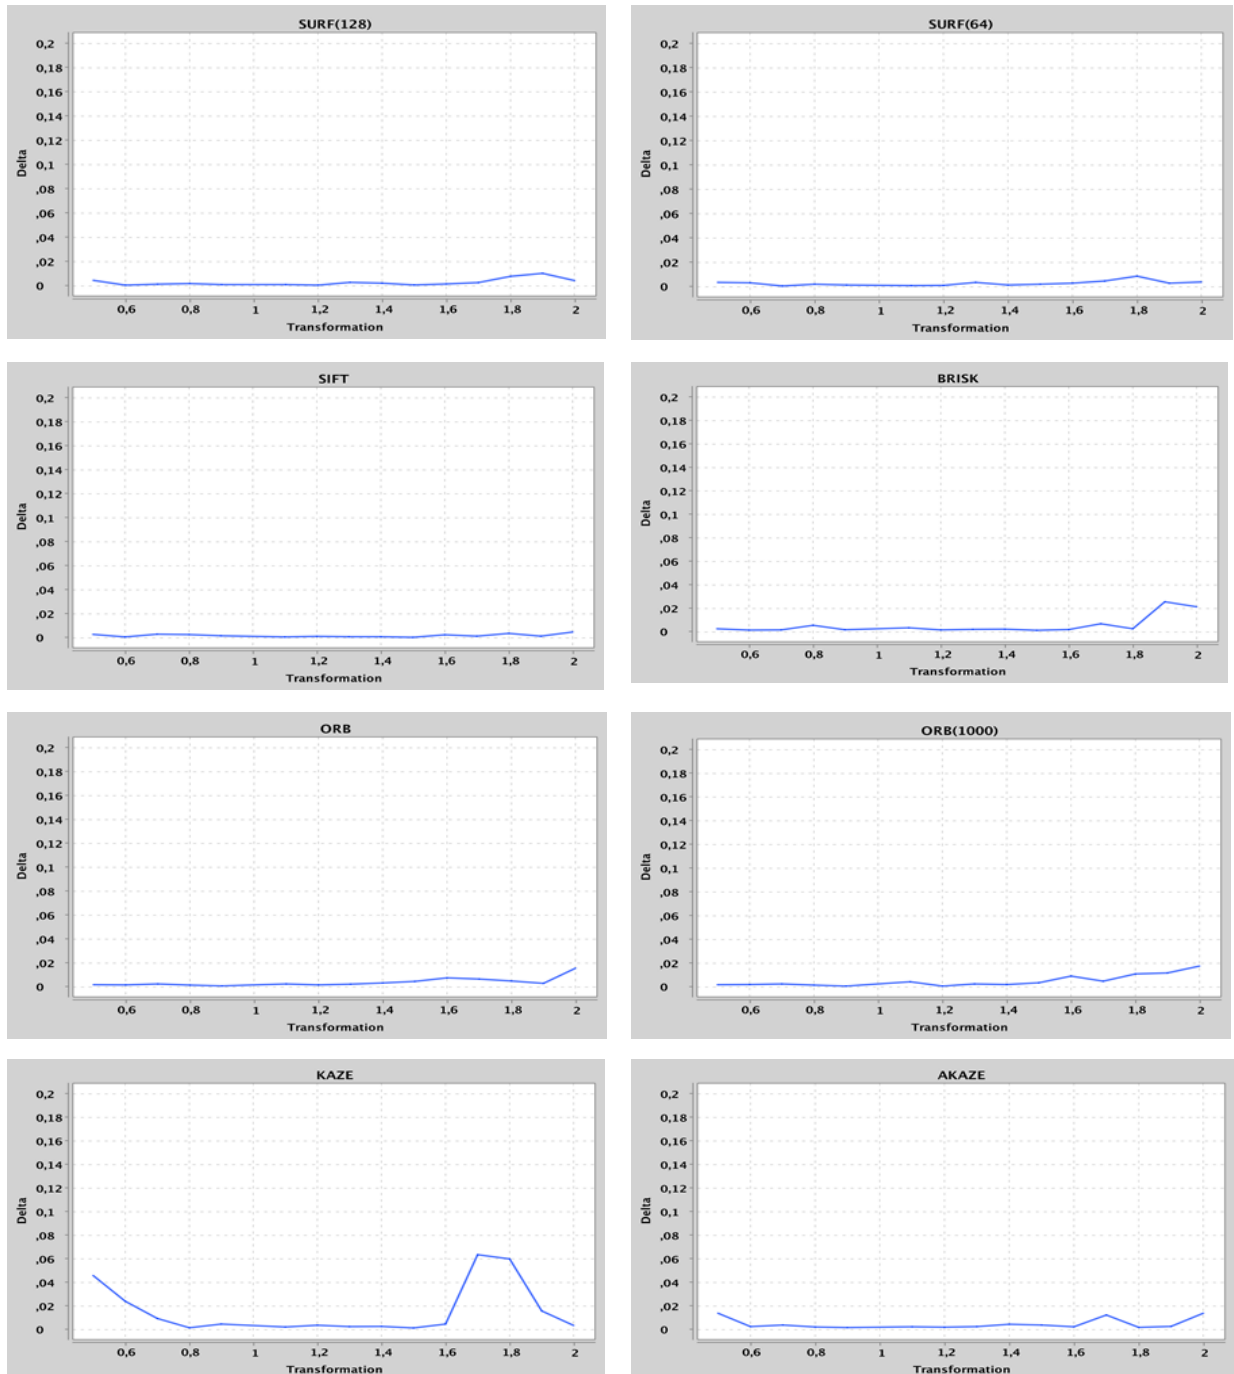 SURF(128)
0,2
0,18
0,16
0,14
0,12
0,1
,08
,06
,04
,02
0
Delta
0,6 0,8 1 1,2 1,4 1,6 1,8 2
Transformation
SURF(64)
0,2
0,18
0,16
0,14
0,12
0,1
,08
,06
,04
,02
0
Delta
0,6 0,8 1 1,2 1,4 1,6 1,8 2
Transformation
SIFT
0,2
0,18
0,16
0,14
0,12
0,1
,08
,06
,04
,02
0
Delta
0,6 0,8 1 1,2 1,4 1,6 1,8 2
Transformation
BRISK
0,2
0,18
0,16
0,14
0,12
0,1
,08
,06
,04
,02
0
Delta
0,6 0,8 1 1,2 1,4 1,6 1,8 2
Transformation
ORB
0,2
0,18
0,16
0,14
0,12
0,1
,08
,06
,04
,02
0
Delta
0,6 0,8 1 1,2 1,4 1,6 1,8 2
Transformation
ORB(1000)
0,2
0,18
0,16
0,14
0,12
0,1
,08
,06
,04
,02
0
Delta
0,6 0,8 1 1,2 1,4 1,6 1,8 2
Transformation
KAZE
0,2
0,18
0,16
0,14
0,12
0,1
,08
,06
,04
,02
0
Delta
0,6 0,8 1 1,2 1,4 1,6 1,8 2
Transformation
AKAZE
0,2
0,18
0,16
0,14
0,12
0,1
,08
,06
,04
,02
0
Delta
0,6 0,8 1 1,2 1,4 1,6 1,8 2
Transformation